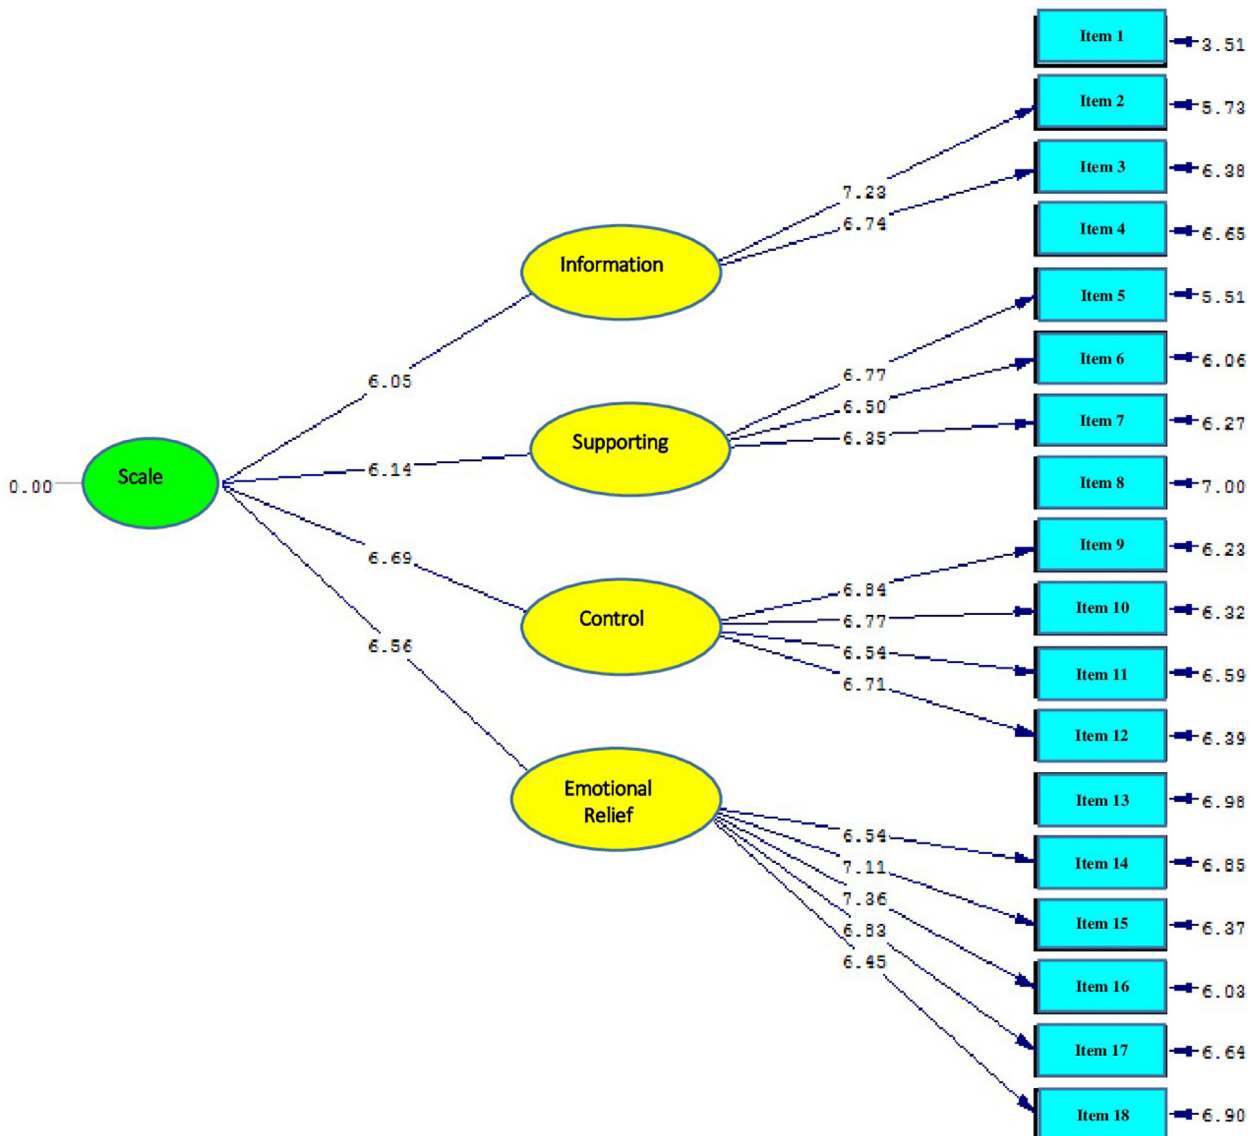 Item 1
3.51
Item 2
5.73
7.23
Item 3
6.38
6.74
Item 4
6.65
Information
Item 5
5.51
Item 6
6.06
6.77
6.05
6.50
Item 7
6.27
6.35
Supporting
6.14
Scale
0.00
Item 8
7.00
Item 9
6.23
6.69
6.84
Item 10
6.32
Control
6.77
6.56
6.54
Item 11
6.59
6.71
Item 12
6.39
Emotional
Relief
Item 13
6.98
6.54
Item 14
6.85
7.11
7.36
Item 15
6.37
6.83
6.45
Item 16
6.03
Item 17
6.64
Item 18
6.90